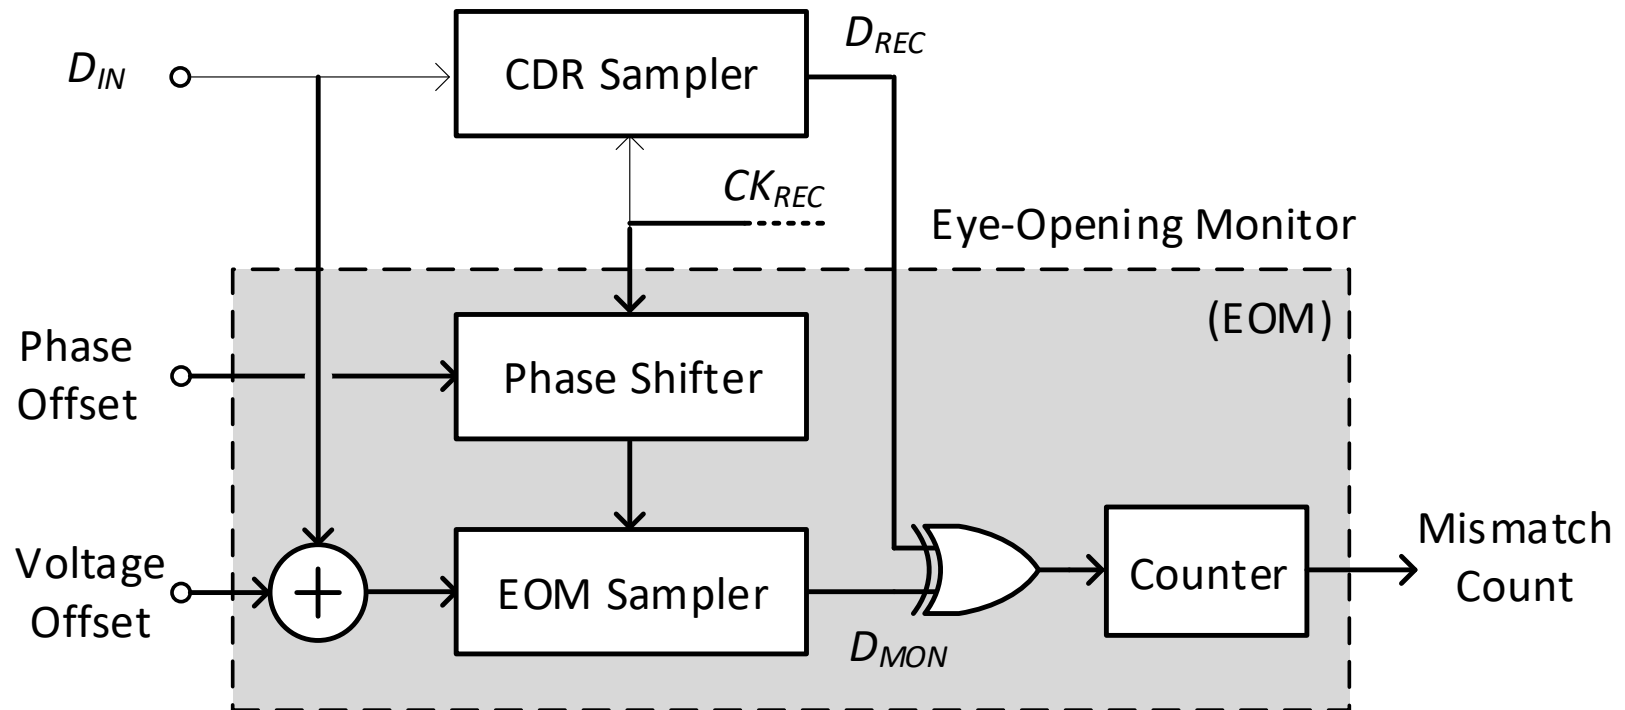 D_IN
CDR Sampler
D_REC
CK_REC
Eye-Opening Monitor
(EOM)
Phase
Offset
Phase Shifter
Voltage
Offset
+
EOM Sampler
D_MON
Counter
Mismatch
Count